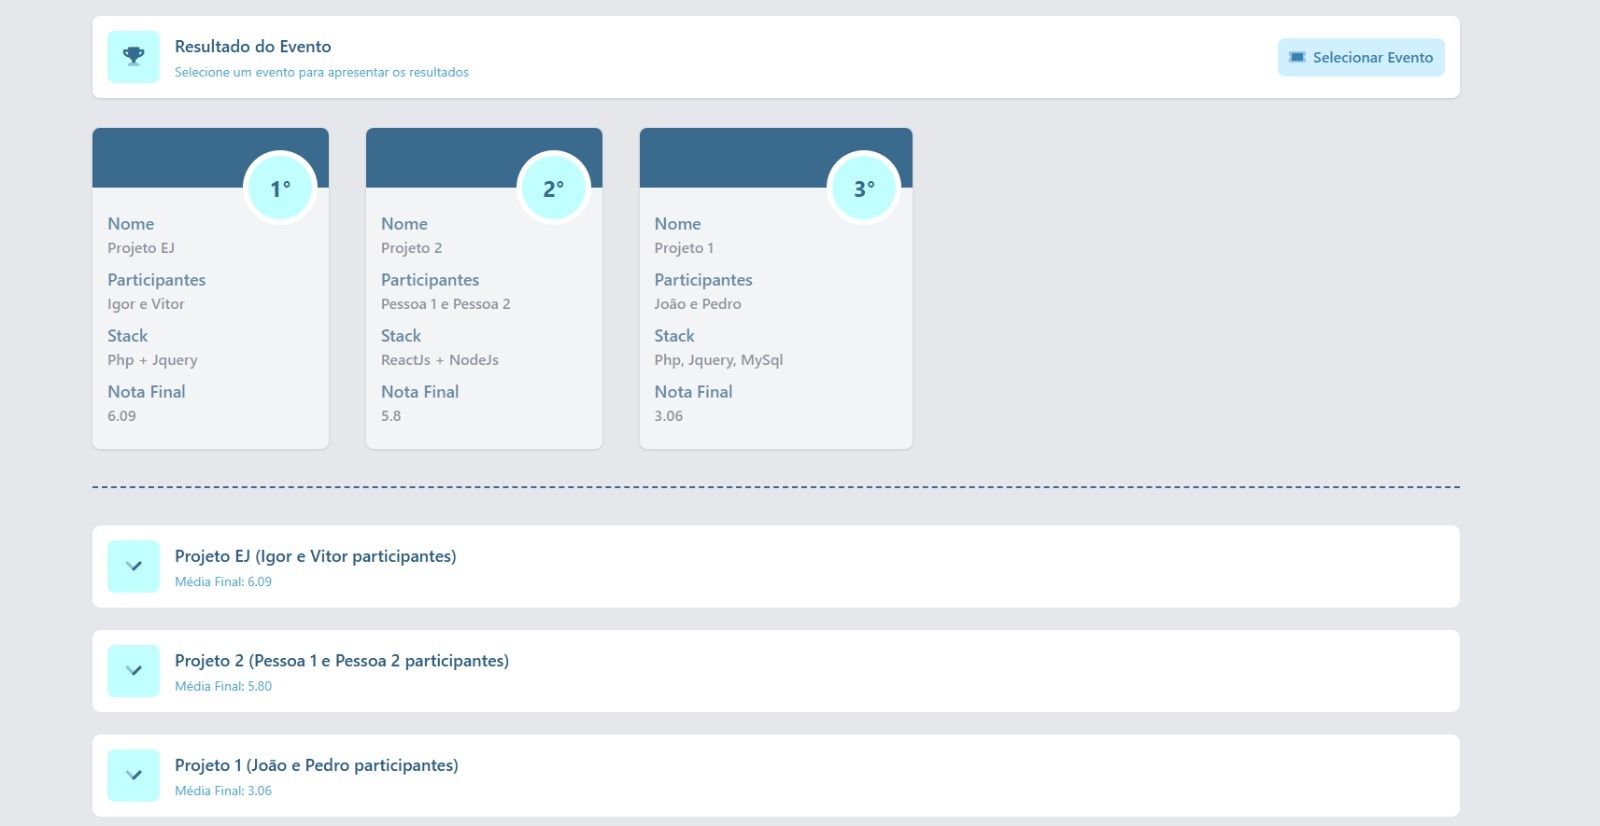 Resultado do Evento
Selecione um evento para apresentar os resultados
Selecionar Evento
1°
Nome
Projeto EJ
Participantes
Igor e Vitor
Stack
Php + Jquery
Nota Final
6.09
2°
Nome
Projeto 2
Participantes
Pessoa 1 e Pessoa 2
Stack
ReactJs + NodeJs
Nota Final
5.8
3°
Nome
Projeto 1
Participantes
João e Pedro
Stack
Php, Jquery, MySql
Nota Final
3.06
Projeto EJ (Igor e Vitor participantes)
Média Final: 6.09
Projeto 2 (Pessoa 1 e Pessoa 2 participantes)
Média Final: 5.80
Projeto 1 (João e Pedro participantes)
Média Final: 3.06